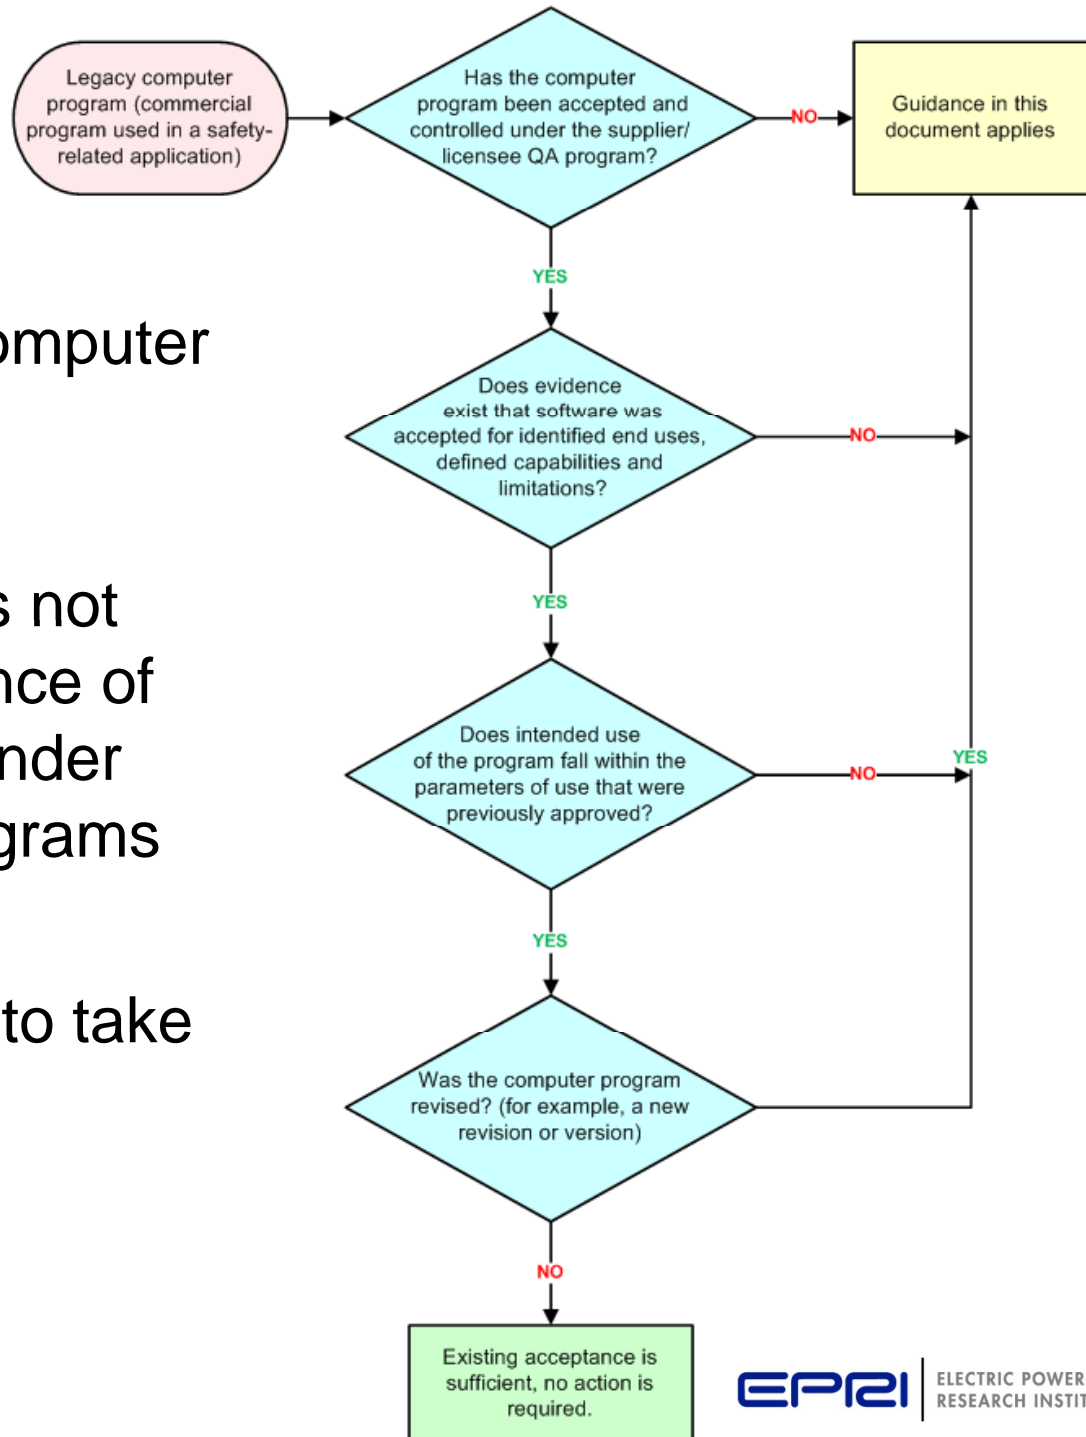 Legacy computer
program (commercial
program used in a safety-
related application)
Has the computer
program been accepted and
controlled under the supplier/
licensee QA program?
NO
Guidance in this
document applies
YES
omputer
Does evidence
exist that software was
accepted for identified end uses,
defined capabilities and
limitations?
NO
YES
s not
nce of
nder
grams
Does intended use
of the program fall within the
parameters of use that were
previously approved?
NO
YES
YES
to take
Was the computer program
revised? (for example, a new
revision or version)
NO
Existing acceptance is
sufficient, no action is
required.
EPRI
ELECTRIC POWER
RESEARCH INSTIT